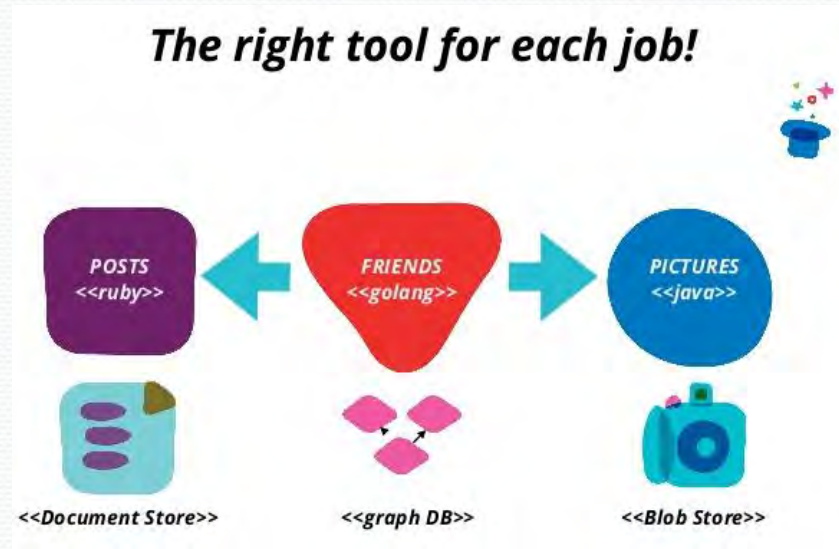 The right tool for each job!
POSTS
<<ruby>>
FRIENDS
<<golang>>
PICTURES
<<java>>
<<Document Store>>
<<graph DB>>
<<Blob Store>>